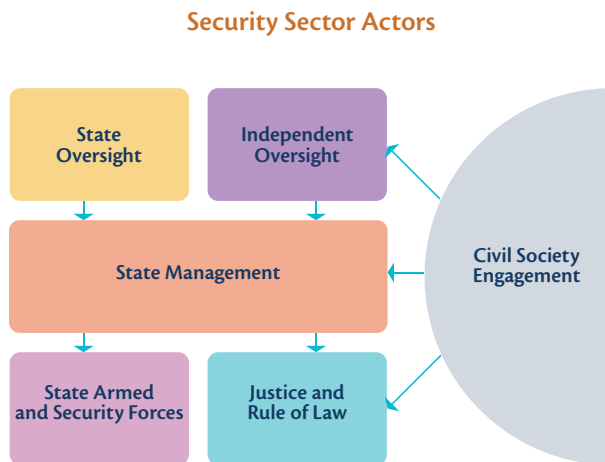 Security Sector Actors
State
Oversight
Independent
Oversight
State Management
Civil Society
Engagement
State Armed
and Security Forces
Justice and
Rule of Law